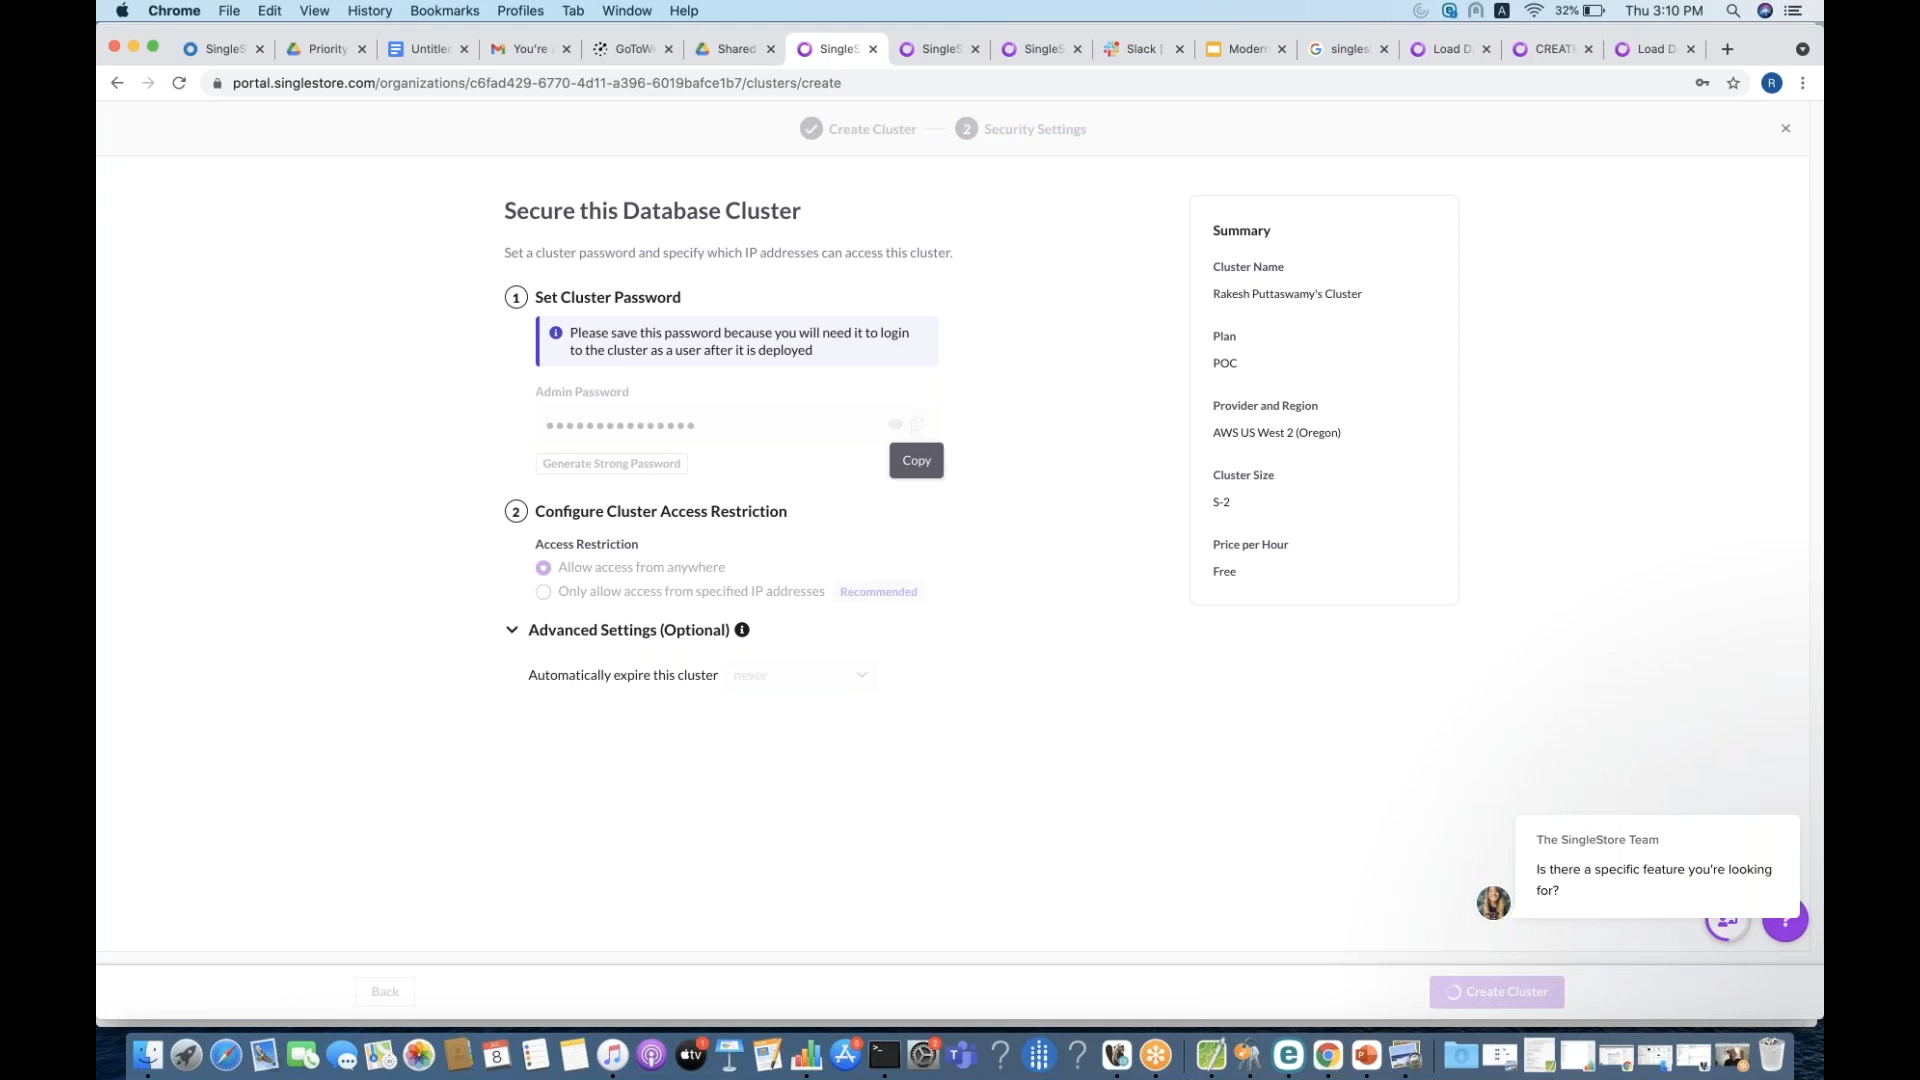 Chrome File Edit View History Bookmarks Profiles Tab Window Help A 32% Thu 3:10 PM
SingleS Priority Untitled You're a GoToWe Shared SingleS SingleS SingleS Slack | Modern singles Load D CREAT Load D
portal.singlestore.com/organizations/c6fad429-6770-4d11-a396-6019bafce1b7/clusters/create R
Create Cluster 2 Security Settings
Secure this Database Cluster
Set a cluster password and specify which IP addresses can access this cluster.
1 Set Cluster Password
Please save this password because you will need it to login
to the cluster as a user after it is deployed
Admin Password
Generate Strong Password
Copy
2 Configure Cluster Access Restriction
Access Restriction
Allow access from anywhere
Only allow access from specified IP addresses Recommended
Advanced Settings (Optional)
Automatically expire this cluster never
Summary
Cluster Name
Rakesh Puttaswamy's Cluster
Plan
POC
Provider and Region
AWS US West 2 (Oregon)
Cluster Size
S-2
Price per Hour
Free
The SingleStore Team
Is there a specific feature you're looking
for?
Back
Create Cluster